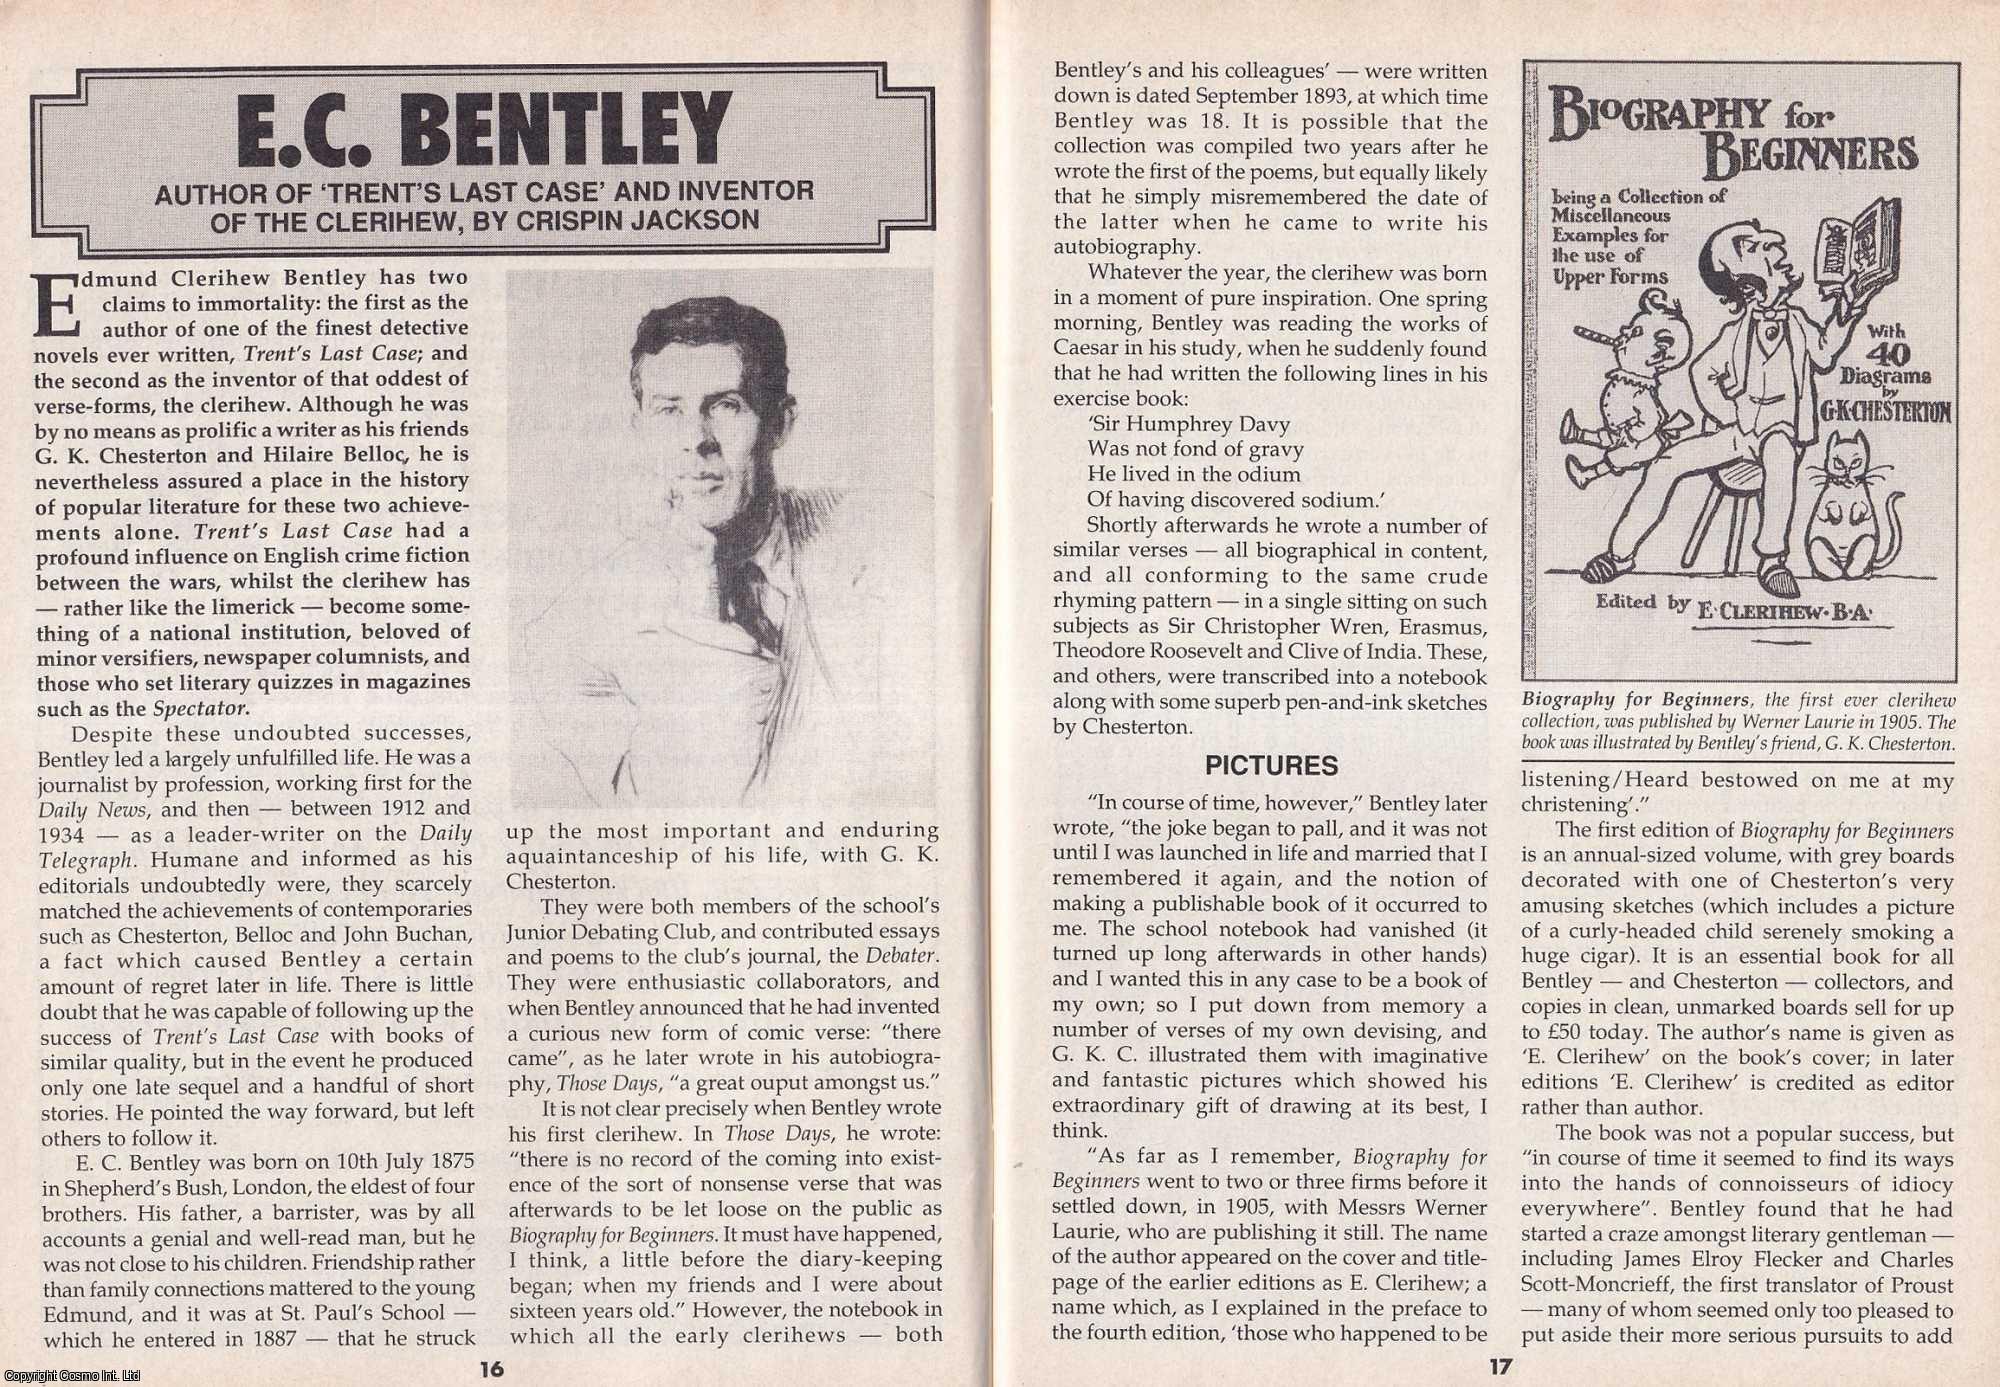 E.C. BENTLEY
AUTHOR OF ‘TRENT’S LAST CASE’ AND INVENTOR
OF THE CLERIHEW, BY CRISPIN JACKSON
Edmund Clerihew Bentley has two
claims to immortality: the first as the
author of one of the finest detective
novels ever written, Trent’s Last Case; and
the second as the inventor of that oddest of
verse-forms, the clerihew. Although he was
by no means as prolific a writer as his friends
G. K. Chesterton and Hilaire Belloc, he is
nevertheless assured a place in the history
of popular literature for these two achieve-
ments alone. Trent’s Last Case had a
profound influence on English crime fiction
between the wars, whilst the clerihew has
— rather like the limerick — become some-
thing of a national institution, beloved of
minor versifiers, newspaper columnists, and
those who set literary quizzes in magazines
such as the Spectator.
Despite these undoubted successes,
Bentley led a largely unfulfilled life. He was a
journalist by profession, working first for the
Daily News, and then — between 1912 and
1934 — as a leader-writer on the Daily
Telegraph. Humane and informed as his
editorials undoubtedly were, they scarcely
matched the achievements of contemporaries
such as Chesterton, Belloc and John Buchan,
a fact which caused Bentley a certain
amount of regret later in life. There is little
doubt that he was capable of following up the
success of Trent’s Last Case with books of
similar quality, but in the event he produced
only one late sequel and a handful of short
stories. He pointed the way forward, but left
others to follow it.
E. C. Bentley was born on 10th July 1875
in Shepherd’s Bush, London, the eldest of four
brothers. His father, a barrister, was by all
accounts a genial and well-read man, but he
was not close to his children. Friendship rather
than family connections mattered to the young
Edmund, and it was at St. Paul’s School —
which he entered in 1887 — that he struck
up the most important and enduring
aquaintanceship of his life, with G. K.
Chesterton.
They were both members of the school’s
Junior Debating Club, and contributed essays
and poems to the club’s journal, the Debater.
They were enthusiastic collaborators, and
when Bentley announced that he had invented
a curious new form of comic verse: “there
came”, as he later wrote in his autobiogra-
phy, Those Days, “a great ouput amongst us.”
It is not clear precisely when Bentley wrote
his first clerihew. In Those Days, he wrote:
“there is no record of the coming into exist-
ence of the sort of nonsense verse that was
afterwards to be let loose on the public as
Biography for Beginners. It must have happened,
I think, a little before the diary-keeping
began; when my friends and I were about
sixteen years old.” However, the notebook in
which all the early clerihews — both
16
Copyright Cosmo Int. Ltd
Bentley’s and his colleagues’ — were written
down is dated September 1893, at which time
Bentley was 18. It is possible that the
collection was compiled two years after he
wrote the first of the poems, but equally likely
that he simply misremembered the date of
the latter when he came to write his
autobiography.
Whatever the year, the clerihew was born
in a moment of pure inspiration. One spring
morning, Bentley was reading the works of
Caesar in his study, when he suddenly found
that he had written the following lines in his
exercise book:
‘Sir Humphrey Davy
Was not fond of gravy
He lived in the odium
Of having discovered sodium.’
Shortly afterwards he wrote a number of
similar verses — all biographical in content,
and all conforming to the same crude
rhyming pattern — in a single sitting on such
subjects as Sir Christopher Wren, Erasmus,
Theodore Roosevelt and Clive of India. These,
and others, were transcribed into a notebook
along with some superb pen-and-ink sketches
by Chesterton.
PICTURES
“In course of time, however,” Bentley later
wrote, “the joke began to pall, and it was not
until I was launched in life and married that I
remembered it again, and the notion of
making a publishable book of it occurred to
me. The school notebook had vanished (it
turned up long afterwards in other hands)
and I wanted this in any case to be a book of
my own; so I put down from memory a
number of verses of my own devising, and
G. K. C. illustrated them with imaginative
and fantastic pictures which showed his
extraordinary gift of drawing at its best, I
think.
“As far as I remember, Biography for
Beginners went to two or three firms before it
settled down, in 1905, with Messrs Werner
Laurie, who are publishing it still. The name
of the author appeared on the cover and title-
page of the earlier editions as E. Clerihew; a
name which, as I explained in the preface to
the fourth edition, ‘those who happened to be
BIOGRAPHY for
BEGINNERS
being a Collection of
Miscellaneous
Examples for
the use of
Upper Forms
With
40
Diagrams
by
G·K·CHESTERTON
Edited by E·CLERIHEW·B·A·
Biography for Beginners, the first ever clerihew
collection, was published by Werner Laurie in 1905. The
book was illustrated by Bentley’s friend, G. K. Chesterton.
listening/Heard bestowed on me at my
christening’.”
The first edition of Biography for Beginners
is an annual-sized volume, with grey boards
decorated with one of Chesterton’s very
amusing sketches (which includes a picture
of a curly-headed child serenely smoking a
huge cigar). It is an essential book for all
Bentley — and Chesterton — collectors, and
copies in clean, unmarked boards sell for up
to £50 today. The author’s name is given as
‘E. Clerihew’ on the book’s cover; in later
editions ‘E. Clerihew’ is credited as editor
rather than author.
The book was not a popular success, but
“in course of time it seemed to find its ways
into the hands of connoisseurs of idiocy
everywhere”. Bentley found that he had
started a craze amongst literary gentleman —
including James Elroy Flecker and Charles
Scott-Moncrieff, the first translator of Proust
— many of whom seemed only too pleased to
put aside their more serious pursuits to add
17